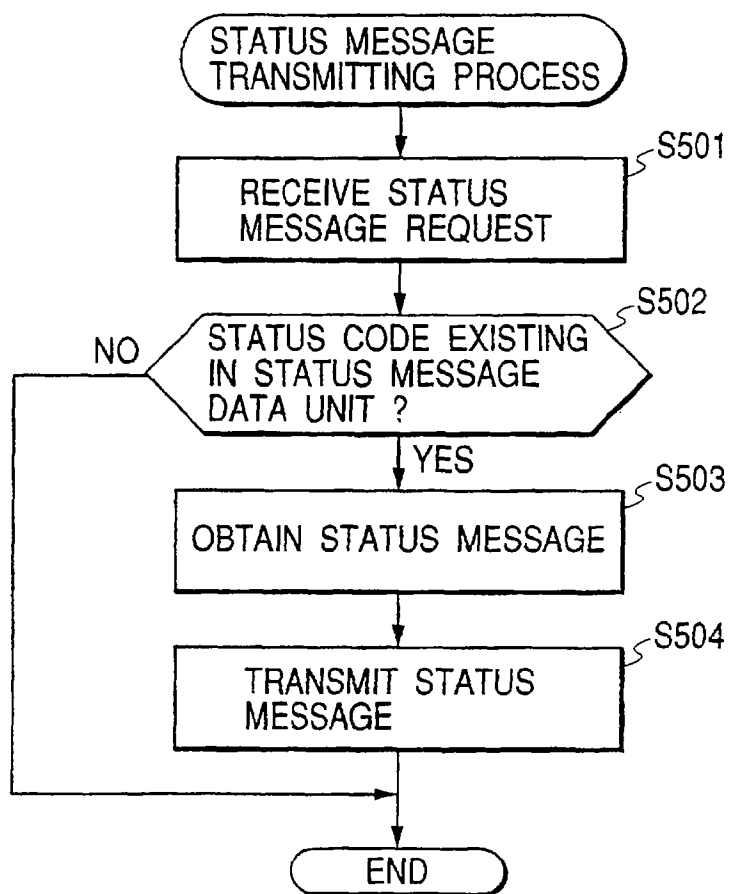 STATUS MESSAGE
TRANSMITTING PROCESS
S501
RECEIVE STATUS
MESSAGE REQUEST
S502
NO
STATUS CODE EXISTING
IN STATUS MESSAGE
DATA UNIT ?
YES
S503
OBTAIN STATUS MESSAGE
S504
TRANSMIT STATUS
MESSAGE
END